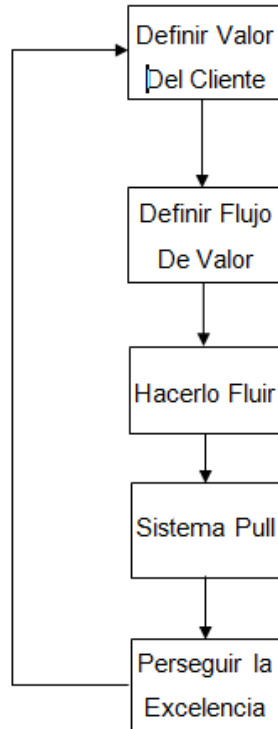 Definir Valor
Del Cliente
Definir Flujo
De Valor
Hacerlo Fluir
Sistema Pull
Perseguir la
Excelencia